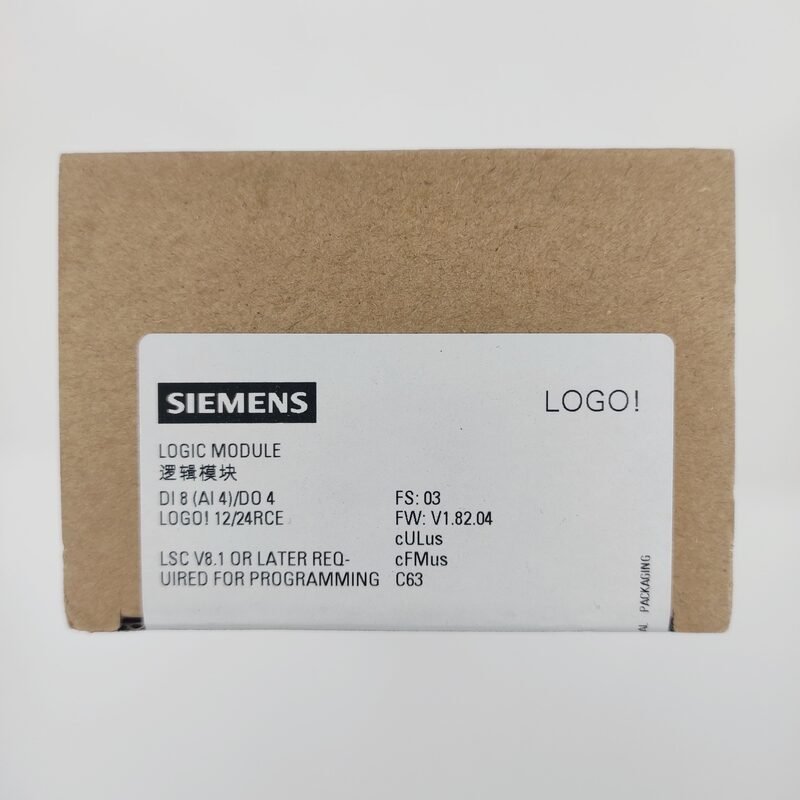 SIEMENS
LOGO!
LOGIC MODULE
逻辑模块
DI 8 (AI 4)/DO 4
LOGO! 12/24RCE
LSC V8.1 OR LATER REQ-
UIRED FOR PROGRAMMING
FS: 03
FW: V1.82.04
cULus
cFMus
C63
PACKAGING